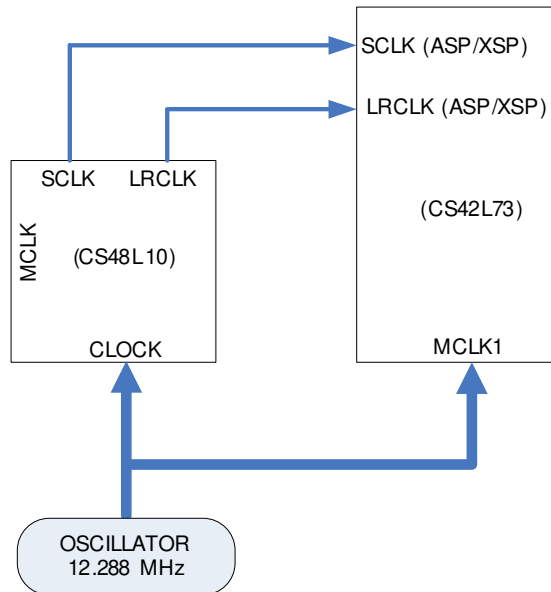 SCLK (ASP/XSP)
LRCLK (ASP/XSP)
SCLK LRCLK
MCLK
(CS48L10)
(CS42L73)
CLOCK
MCLK1
OSCILLATOR
12.288 MHz